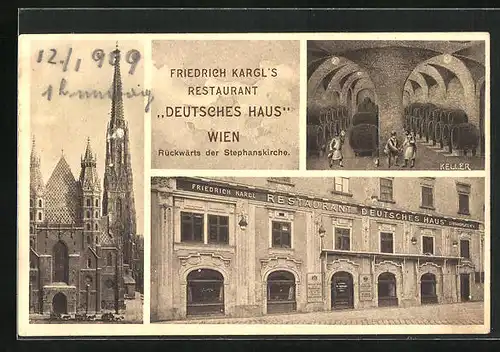 12/1 909
FRIEDRICH KARGL'S
RESTAURANT
„DEUTSCHES HAUS"
WIEN
Rückwärts der Stephanskirche.
KELLER
FRIEDRICH KARGL RESTAURANT DEUTSCHES HAUS